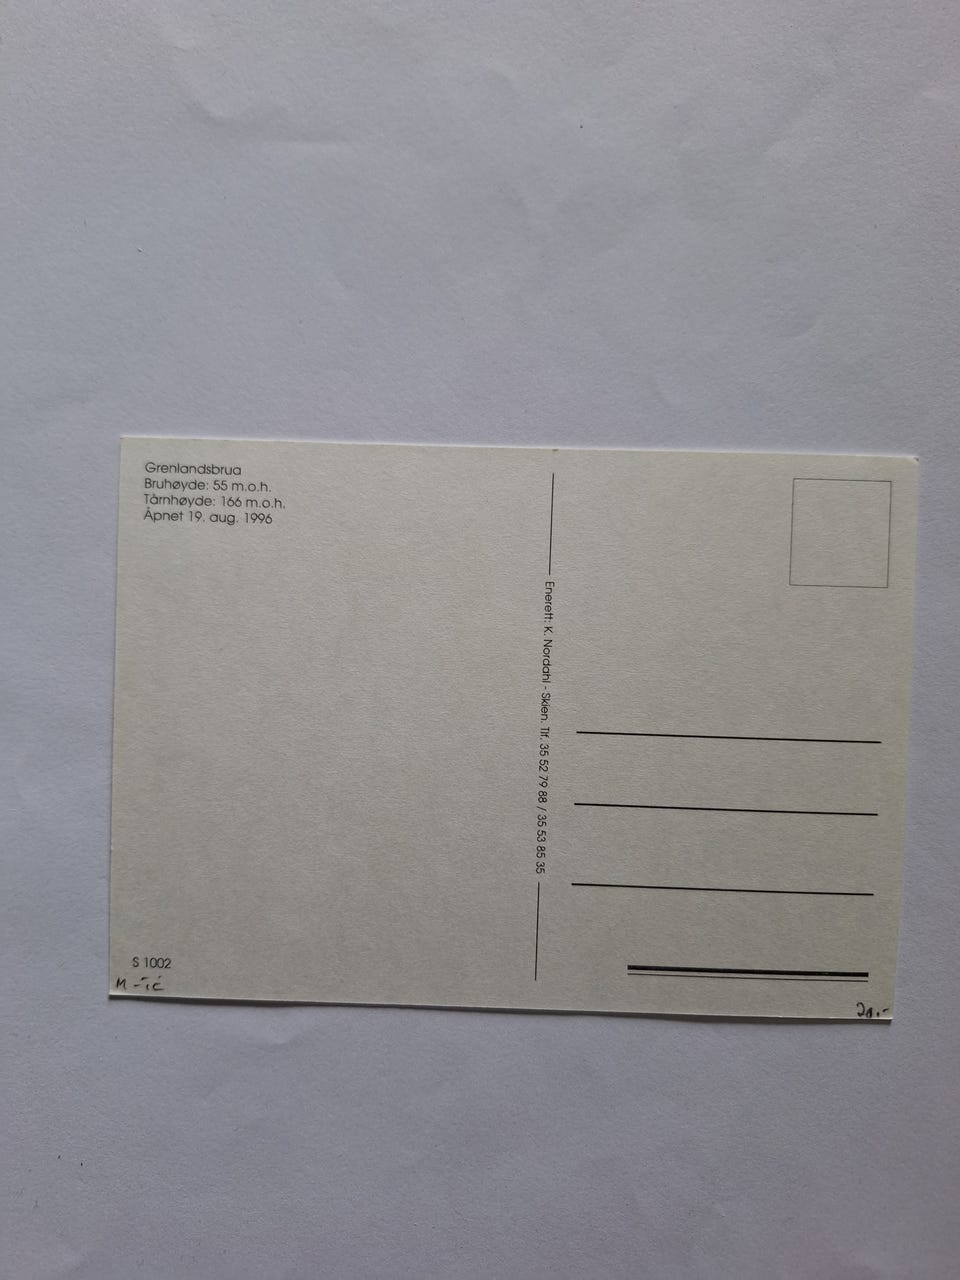 Grenlandsbrua
Bruhøyde: 55 m.o.h.
Tårnhøyde: 166 m.o.h.
Åpnet 19. aug. 1996
Enerett: K. Nordahl - Skien. Tlf. 35 52 79 88 / 35 53 85 35
S 1002
20,-